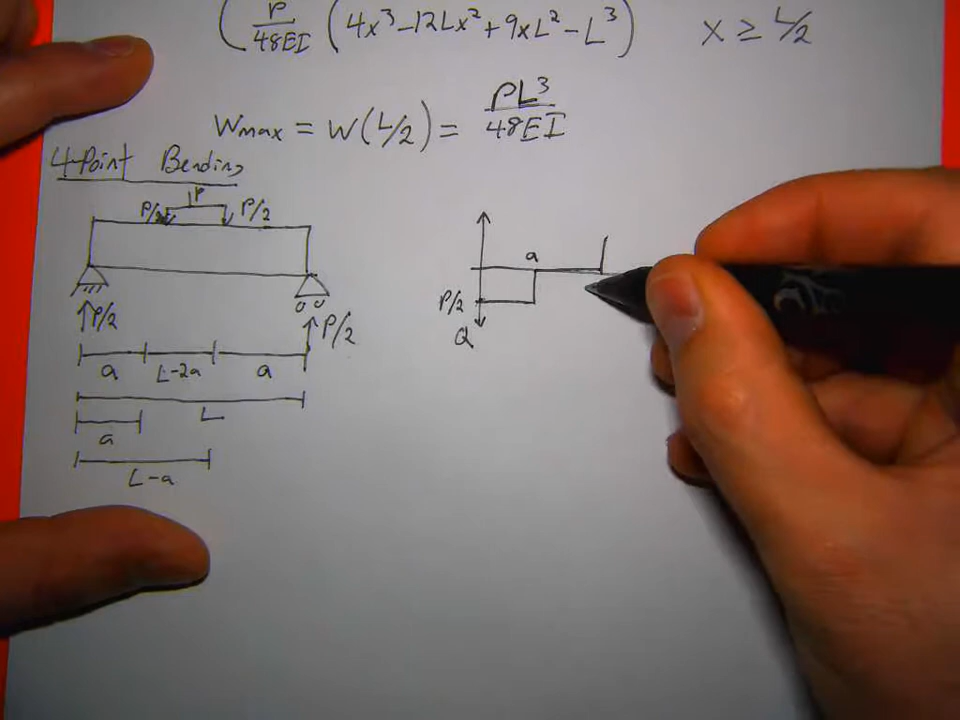 P/48EI (4x³-12Lx²+9xL²-L³) x ≥ L/2
Wmax = W(L/2) = PL³/48EI
4-Point Bending
P
P/2 P/2
P/2 P/2
a L-2a a
L
a
L-a
a
P/2
Q